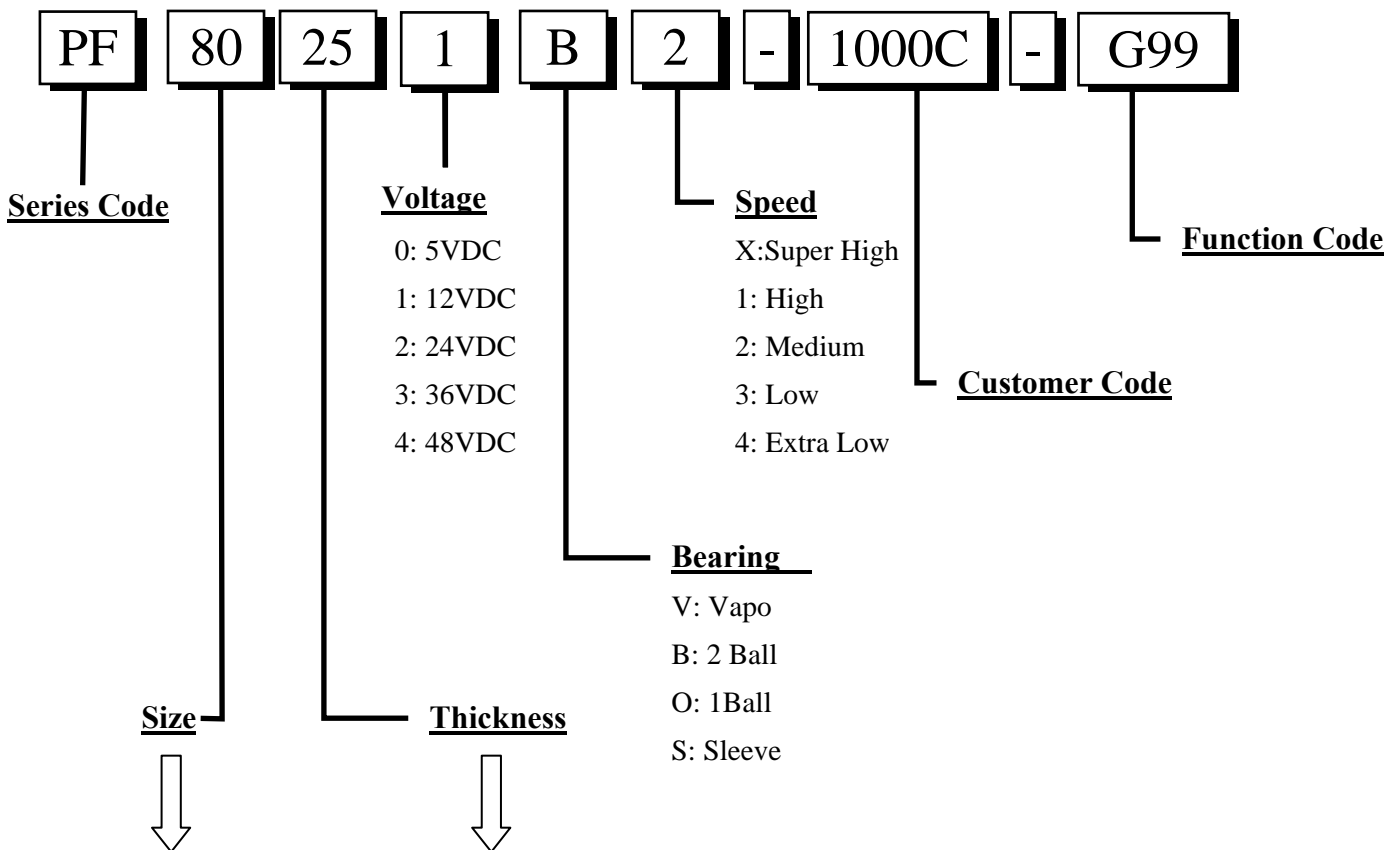 PF 80 25 1 B 2 - 1000C - G99
Series Code
Voltage
0: 5VDC
1: 12VDC
2: 24VDC
3: 36VDC
4: 48VDC
Speed
X:Super High
1: High
2: Medium
3: Low
4: Extra Low
Function Code
Customer Code
Bearing
V: Vapo
B: 2 Ball
O: 1Ball
S: Sleeve
Size
Thickness